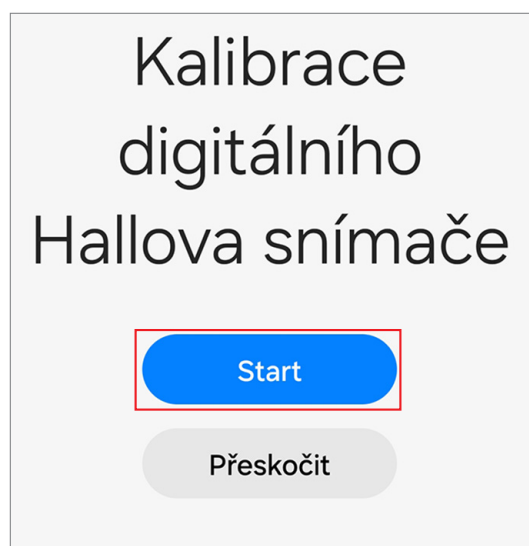 Kalibrace
digitálního
Hallova snímače
Start
Přeskočit